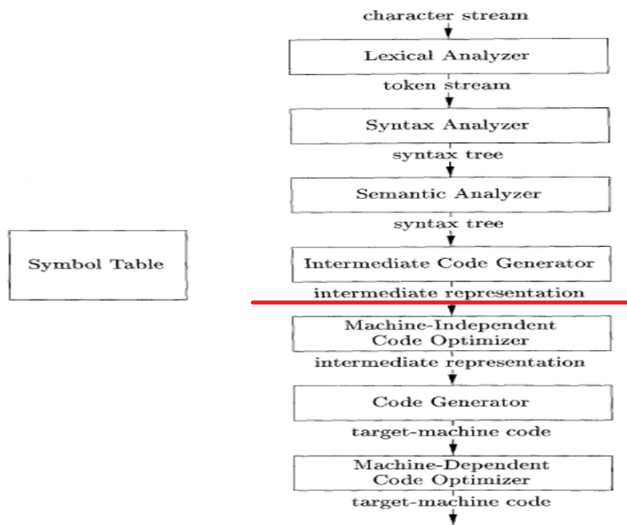 character stream
Lexical Analyzer
token stream
Syntax Analyzer
syntax tree
Semantic Analyzer
syntax tree
Symbol Table
Intermediate Code Generator
intermediate representation
Machine-Independent
Code Optimizer
intermediate representation
Code Generator
target-machine code
Machine-Dependent
Code Optimizer
target-machine code